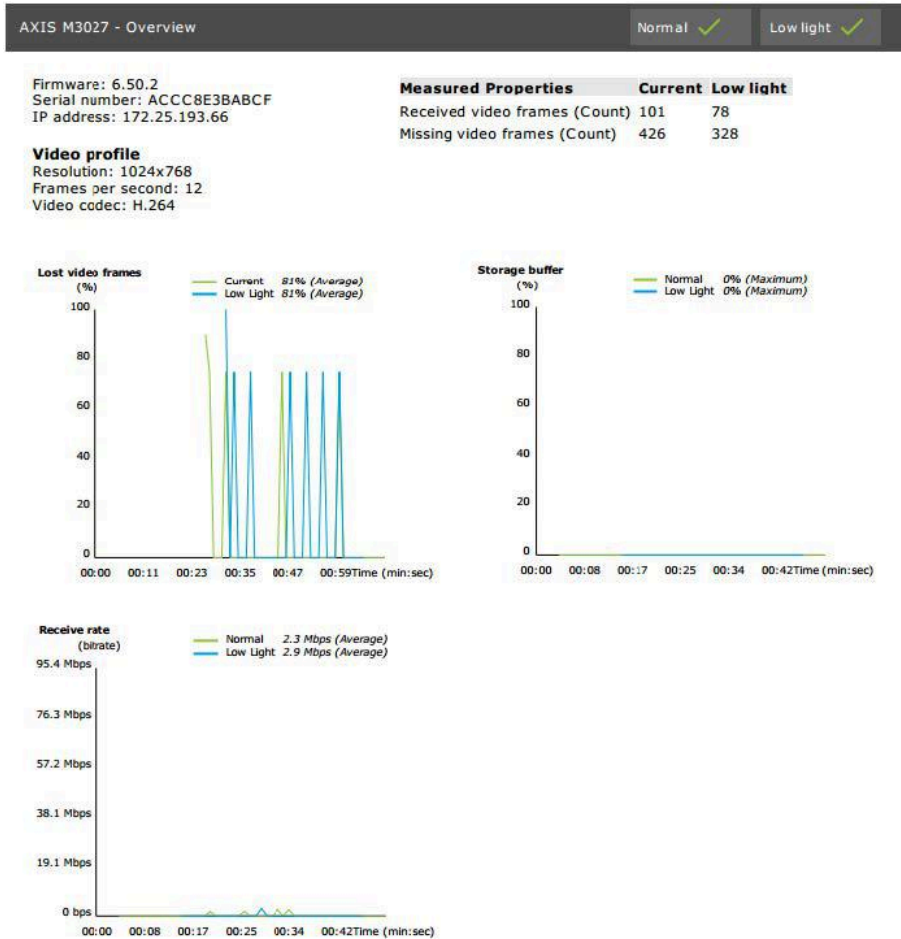 AXIS M3027 - Overview
Normal
Low light
Firmware: 6.50.2
Serial number: ACCC8E3BABCF
IP address: 172.25.193.66
Video profile
Resolution: 1024x768
Frames per second: 12
Video codec: H.264
Measured Properties Current Low light
Received video frames (Count) 101 78
Missing video frames (Count) 426 328
Lost video frames
(%)
Current 81% (Average)
Low Light 81% (Average)
100
80
60
40
20
0
00:00 00:11 00:23 00:35 00:47 00:59Time (min:sec)
Storage buffer
(%)
Normal 0% (Maximum)
Low Light 0% (Maximum)
100
80
60
40
20
0
00:00 00:08 00:17 00:25 00:34 00:42Time (min:sec)
Receive rate
(bitrate)
Normal 2.3 Mbps (Average)
Low Light 2.9 Mbps (Average)
95.4 Mbps
76.3 Mbps
57.2 Mbps
38.1 Mbps
19.1 Mbps
0 bps
00:00 00:08 00:17 00:25 00:34 00:42Time (min:sec)